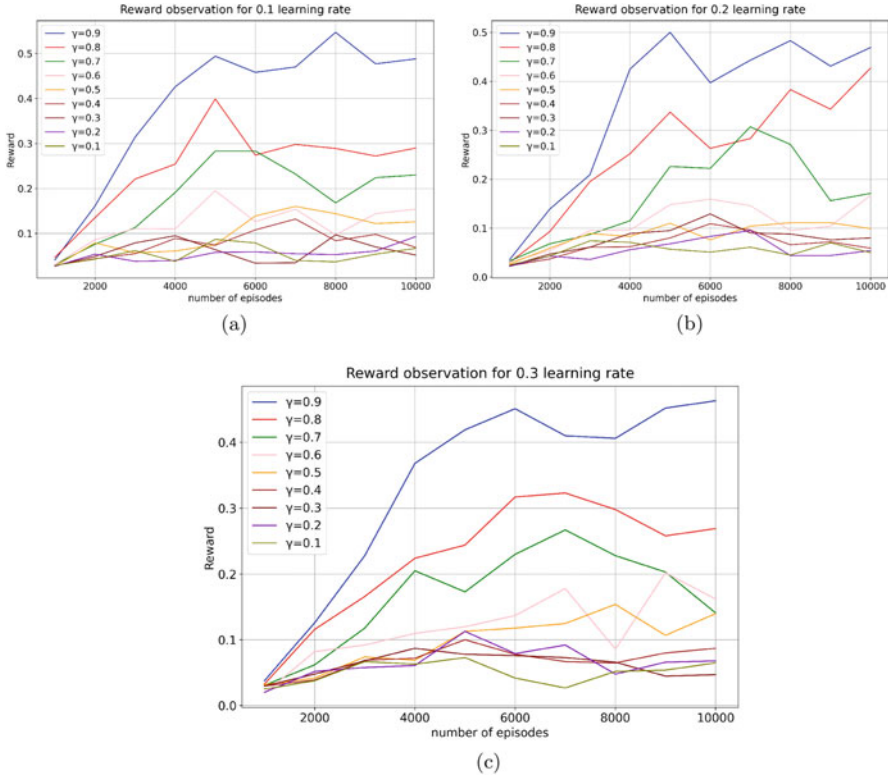 Reward observation for 0.1 learning rate
γ=0.9
γ=0.8
γ=0.7
γ=0.6
γ=0.5
γ=0.4
γ=0.3
γ=0.2
γ=0.1
0.5
0.4
0.3
0.2
0.1
Reward
2000 4000 6000 8000 10000
number of episodes
(a)
Reward observation for 0.2 learning rate
γ=0.9
γ=0.8
γ=0.7
γ=0.6
γ=0.5
γ=0.4
γ=0.3
γ=0.2
γ=0.1
0.5
0.4
0.3
0.2
0.1
0.0
Reward
2000 4000 6000 8000 10000
number of episodes
(b)
Reward observation for 0.3 learning rate
γ=0.9
γ=0.8
γ=0.7
γ=0.6
γ=0.5
γ=0.4
γ=0.3
γ=0.2
γ=0.1
0.4
0.3
0.2
0.1
0.0
Reward
2000 4000 6000 8000 10000
number of episodes
(c)